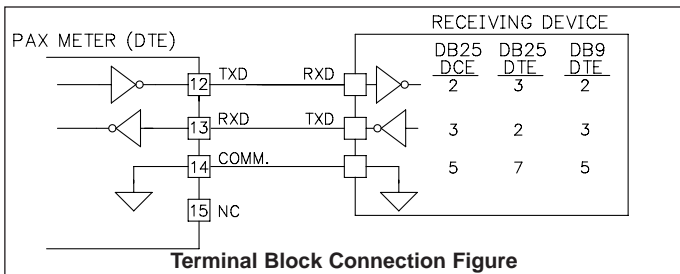 RECEIVING DEVICE
PAX METER (DTE)
DB25 DB25 DB9
DCE DTE DTE
12 TXD RXD 2 3 2
13 RXD TXD 3 2 3
14 COMM. 5 7 5
15 NC
Terminal Block Connection Figure